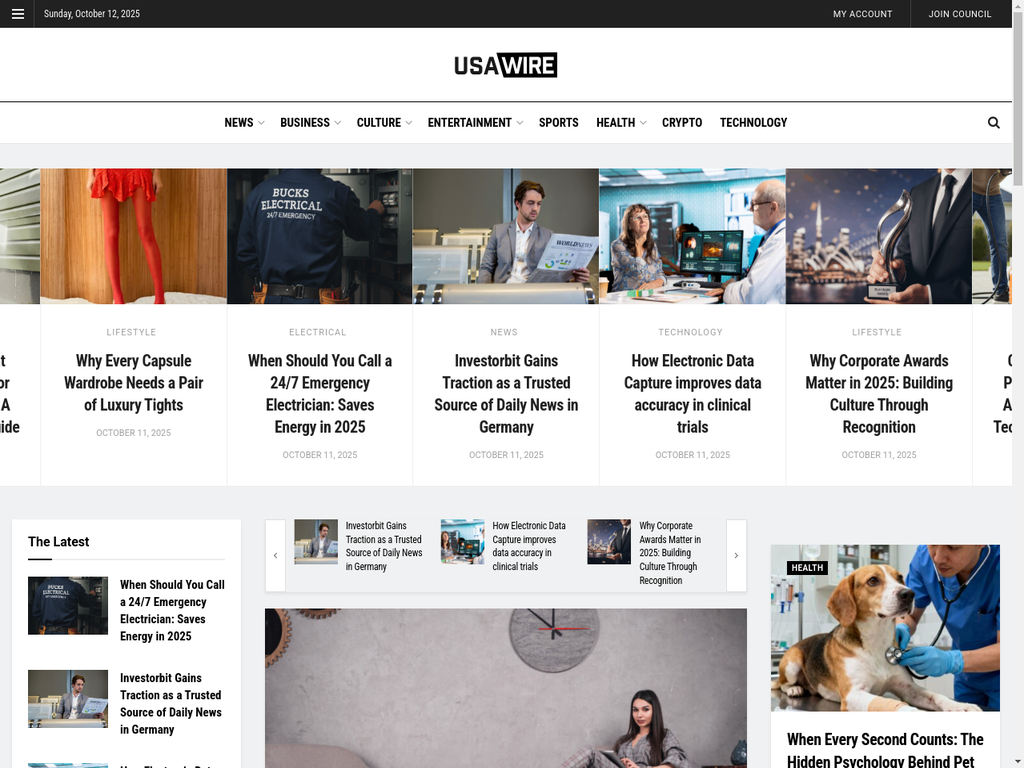 Sunday, October 12, 2025
MY ACCOUNT
JOIN COUNCIL
USAWIRE
NEWS
BUSINESS
CULTURE
ENTERTAINMENT
SPORTS
HEALTH
CRYPTO
TECHNOLOGY
BUCKS
ELECTRICAL
24/7 EMERGENCY
WORLD NEWS
LIFESTYLE
Why Every Capsule
Wardrobe Needs a Pair
of Luxury Tights
OCTOBER 11, 2025
ELECTRICAL
When Should You Call a
24/7 Emergency
Electrician: Saves
Energy in 2025
OCTOBER 11, 2025
NEWS
Investorbit Gains
Traction as a Trusted
Source of Daily News in
Germany
OCTOBER 11, 2025
TECHNOLOGY
How Electronic Data
Capture improves data
accuracy in clinical
trials
OCTOBER 11, 2025
LIFESTYLE
Why Corporate Awards
Matter in 2025: Building
Culture Through
Recognition
OCTOBER 11, 2025
The Latest
When Should You Call
a 24/7 Emergency
Electrician: Saves
Energy in 2025
Investorbit Gains
Traction as a Trusted
Source of Daily News
in Germany
Investorbit Gains
Traction as a Trusted
Source of Daily News
in Germany
How Electronic Data
Capture improves
data accuracy in
clinical trials
Why Corporate
Awards Matter in
2025: Building
Culture Through
Recognition
HEALTH
When Every Second Counts: The
Hidden Psychology Behind Pet